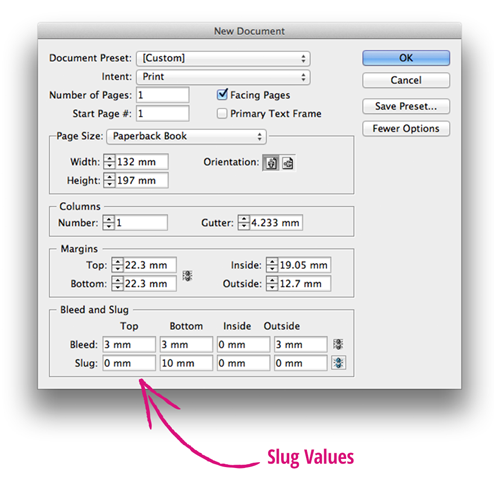 New Document
Document Preset: [Custom] OK
Intent: Print Cancel
Number of Pages: 1 Facing Pages
Start Page #: 1 Primary Text Frame Save Preset...
Page Size: Paperback Book Fewer Options
Width: 132 mm Orientation:
Height: 197 mm
Columns
Number: 1 Gutter: 4.233 mm
Margins
Top: 22.3 mm Inside: 19.05 mm
Bottom: 22.3 mm Outside: 12.7 mm
Bleed and Slug
Top Bottom Inside Outside
Bleed: 3 mm 3 mm 0 mm 3 mm
Slug: 0 mm 10 mm 0 mm 0 mm
Slug Values